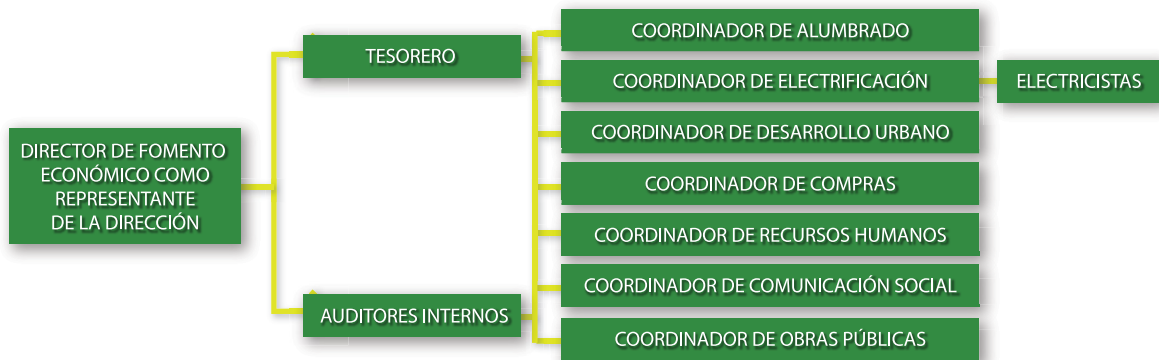 DIRECTOR DE FOMENTO
ECONÓMICO COMO
REPRESENTANTE
DE LA DIRECCIÓN
TESORERO
AUDITORES INTERNOS
COORDINADOR DE ALUMBRADO
COORDINADOR DE ELECTRIFICACIÓN
COORDINADOR DE DESARROLLO URBANO
COORDINADOR DE COMPRAS
COORDINADOR DE RECURSOS HUMANOS
COORDINADOR DE COMUNICACIÓN SOCIAL
COORDINADOR DE OBRAS PÚBLICAS
ELECTRICISTAS